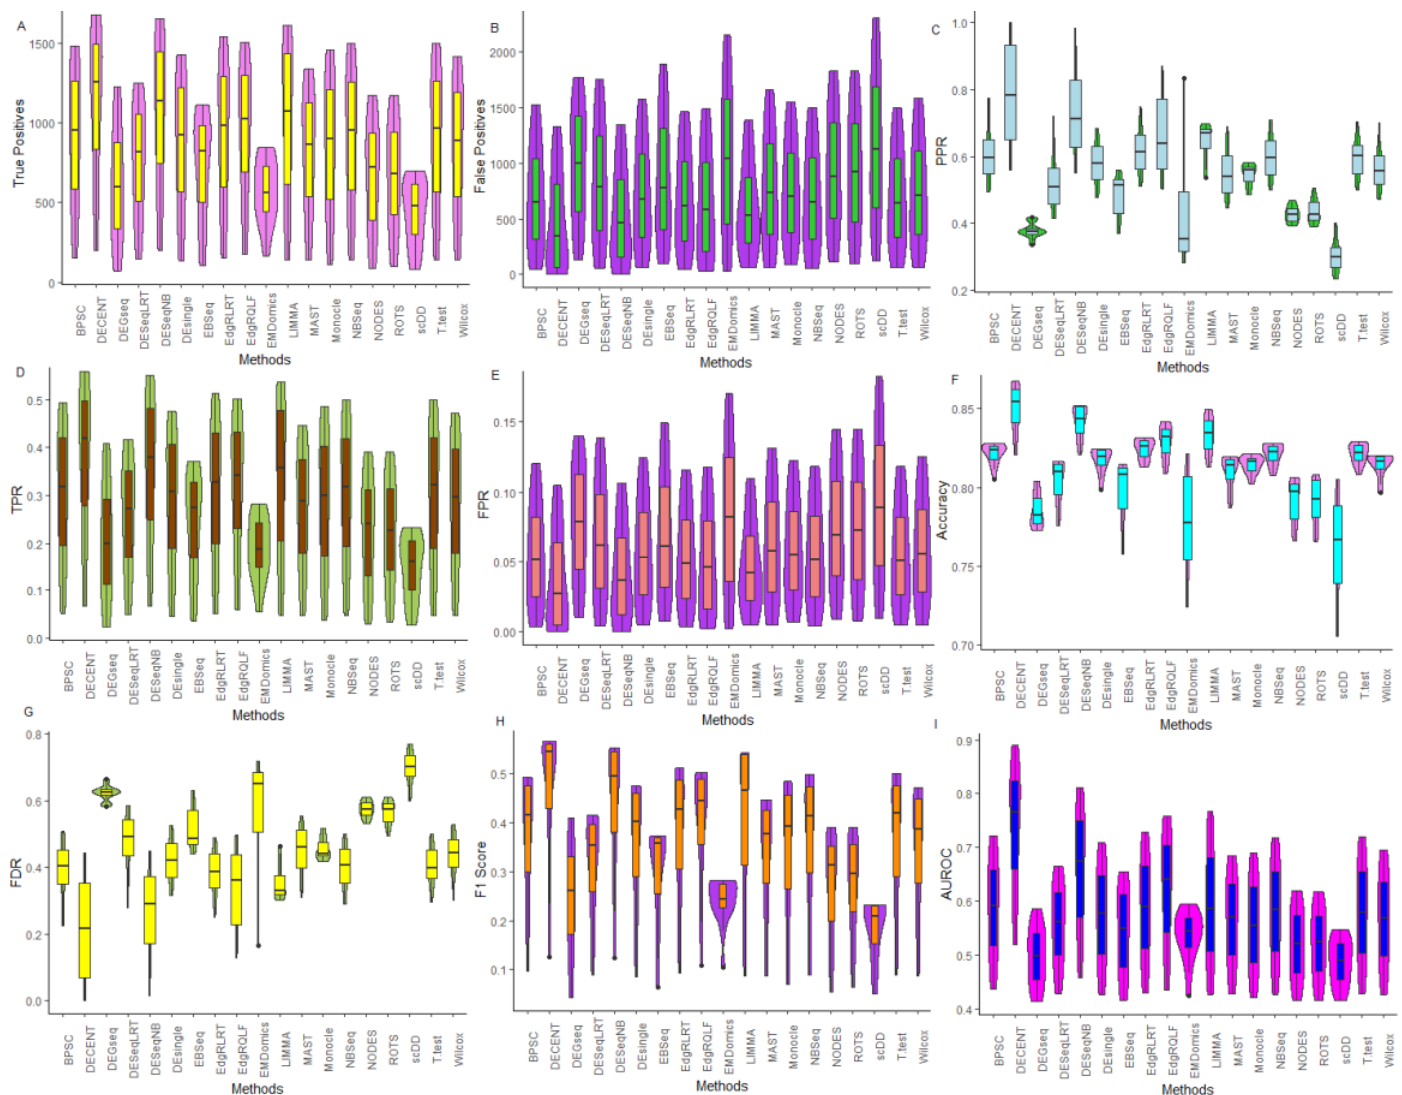 A
True Positives
1500
1000
500
0
BPSC
DECENT
DEGseq
DESeqLRT
DESeqNB
DEsingle
EBSeq
EdgRLRT
EdgRQLF
EMDomics
LIMMA
MAST
Monocle
NBSeq
NODES
ROTS
scDD
T.test
Wilcox
Methods
B
False Positives
2000
1500
1000
500
0
BPSC
DECENT
DEGseq
DESeqLRT
DESeqNB
DEsingle
EBSeq
EdgRLRT
EdgRQLF
EMDomics
LIMMA
MAST
Monocle
NBSeq
NODES
ROTS
scDD
T.test
Wilcox
Methods
C
PPR
1.0
0.8
0.6
0.4
0.2
BPSC
DECENT
DEGseq
DESeqLRT
DESeqNB
DEsingle
EBSeq
EdgRLRT
EdgRQLF
EMDomics
LIMMA
MAST
Monocle
NBSeq
NODES
ROTS
scDD
T.test
Wilcox
Methods
D
TPR
0.5
0.4
0.3
0.2
0.1
0.0
BPSC
DECENT
DEGseq
DESeqLRT
DESeqNB
DEsingle
EBSeq
EdgRLRT
EdgRQLF
EMDomics
LIMMA
MAST
Monocle
NBSeq
NODES
ROTS
scDD
T.test
Wilcox
Methods
E
FPR
0.15
0.10
0.05
0.00
BPSC
DECENT
DEGseq
DESeqLRT
DESeqNB
DEsingle
EBSeq
EdgRLRT
EdgRQLF
EMDomics
LIMMA
MAST
Monocle
NBSeq
NODES
ROTS
scDD
T.test
Wilcox
Methods
F
Accuracy
0.85
0.80
0.75
0.70
BPSC
DECENT
DEGseq
DESeqLRT
DESeqNB
DEsingle
EBSeq
EdgRLRT
EdgRQLF
EMDomics
LIMMA
MAST
Monocle
NBSeq
NODES
ROTS
scDD
T.test
Wilcox
Methods
G
FDR
0.8
0.6
0.4
0.2
0.0
BPSC
DECENT
DEGseq
DESeqLRT
DESeqNB
DEsingle
EBSeq
EdgRLRT
EdgRQLF
EMDomics
LIMMA
MAST
Monocle
NBSeq
NODES
ROTS
scDD
T.test
Wilcox
Methods
H
F1 Score
0.5
0.4
0.3
0.2
0.1
BPSC
DECENT
DEGseq
DESeqLRT
DESeqNB
DEsingle
EBSeq
EdgRLRT
EdgRQLF
EMDomics
LIMMA
MAST
Monocle
NBSeq
NODES
ROTS
scDD
T.test
Wilcox
Methods
I
AUROC
0.9
0.8
0.7
0.6
0.5
0.4
BPSC
DECENT
DEGseq
DESeqLRT
DESeqNB
DEsingle
EBSeq
EdgRLRT
EdgRQLF
EMDomics
LIMMA
MAST
Monocle
NBSeq
NODES
ROTS
scDD
T.test
Wilcox
Methods